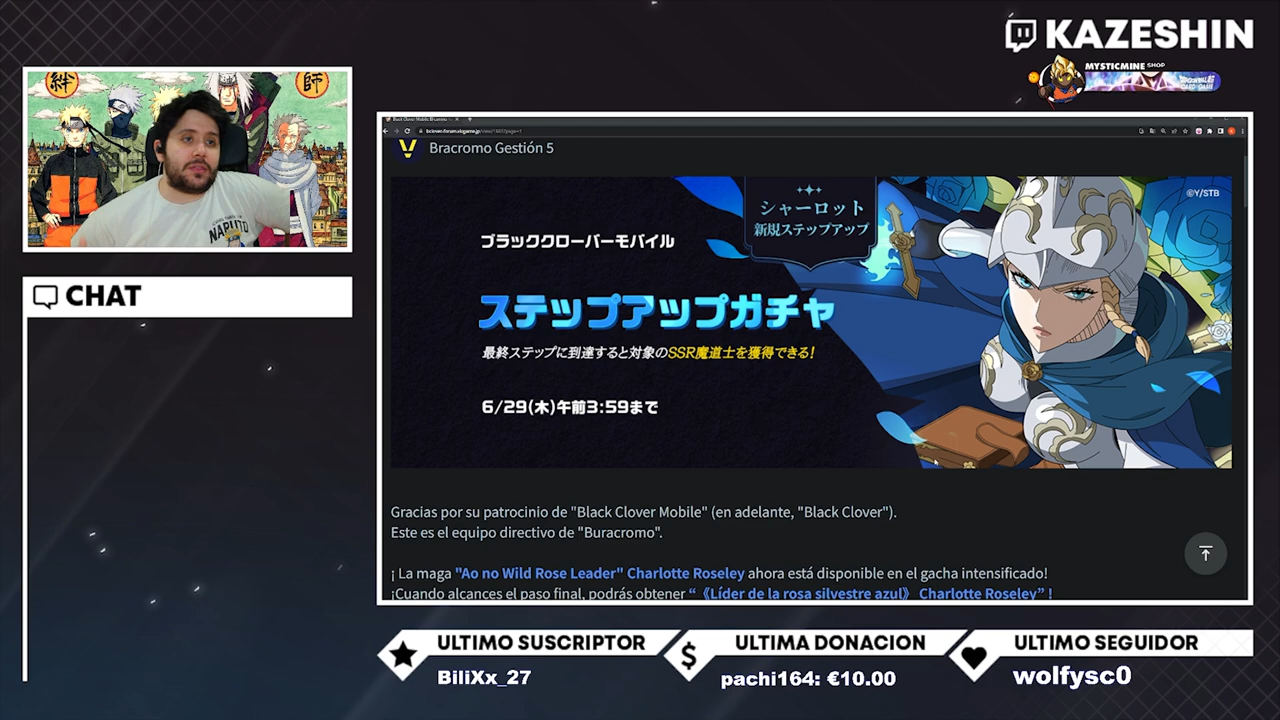 KAZESHIN
MYSTICMINE SHOP
絆
師
NARUTO
CHAT
Bracromo Gestión 5
©Y/STB
シャーロット
新規ステップアップ
ブラッククローバーモバイル
ステップアップガチャ
最終ステップに到達すると対象のSSR魔道士を獲得できる!
6/29(木)午前3:59まで
Gracias por su patrocinio de "Black Clover Mobile" (en adelante, "Black Clover").
Este es el equipo directivo de "Buracromo".
¡ La maga "Ao no Wild Rose Leader" Charlotte Roseley ahora está disponible en el gacha intensificado!
¡Cuando alcances el paso final, podrás obtener “《Líder de la rosa silvestre azul》 Charlotte Roseley” !
ULTIMO SUSCRIPTOR
BiliXx_27
ULTIMA DONACION
pachi164: €10.00
ULTIMO SEGUIDOR
wolfysc0